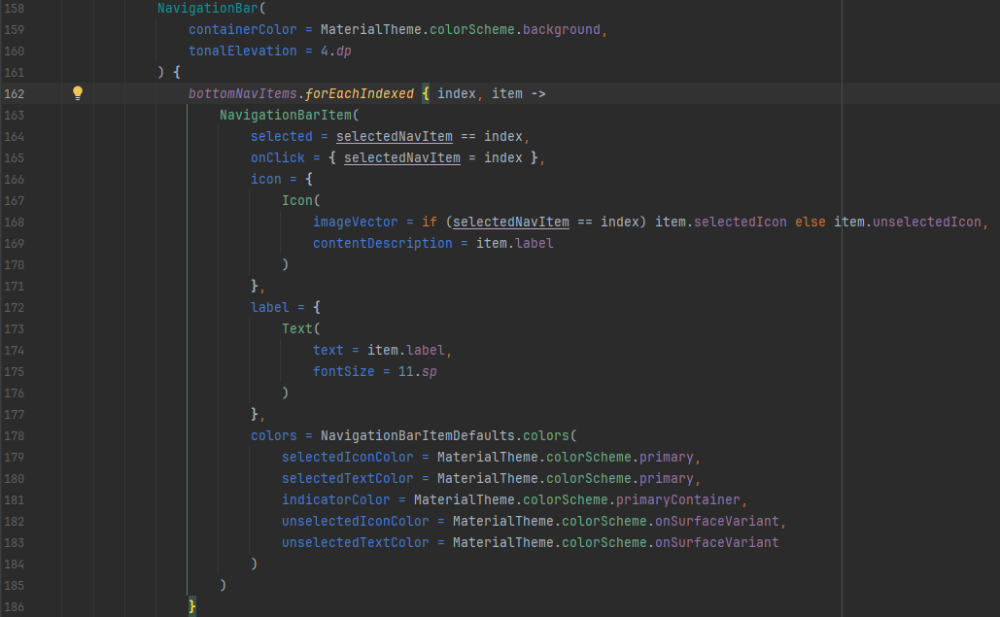 158 NavigationBar(
159 containerColor = MaterialTheme.colorScheme.background,
160 tonalElevation = 4.dp
161 ) {
162 bottomNavItems.forEachIndexed { index, item ->
163 NavigationBarItem(
164 selected = selectedNavItem == index,
165 onClick = { selectedNavItem = index },
166 icon = {
167 Icon(
168 imageVector = if (selectedNavItem == index) item.selectedIcon else item.unselectedIcon,
169 contentDescription = item.label
170 )
171 },
172 label = {
173 Text(
174 text = item.label,
175 fontSize = 11.sp
176 )
177 },
178 colors = NavigationBarItemDefaults.colors(
179 selectedIconColor = MaterialTheme.colorScheme.primary,
180 selectedTextColor = MaterialTheme.colorScheme.primary,
181 indicatorColor = MaterialTheme.colorScheme.primaryContainer,
182 unselectedIconColor = MaterialTheme.colorScheme.onSurfaceVariant,
183 unselectedTextColor = MaterialTheme.colorScheme.onSurfaceVariant
184 )
185 )
186 }